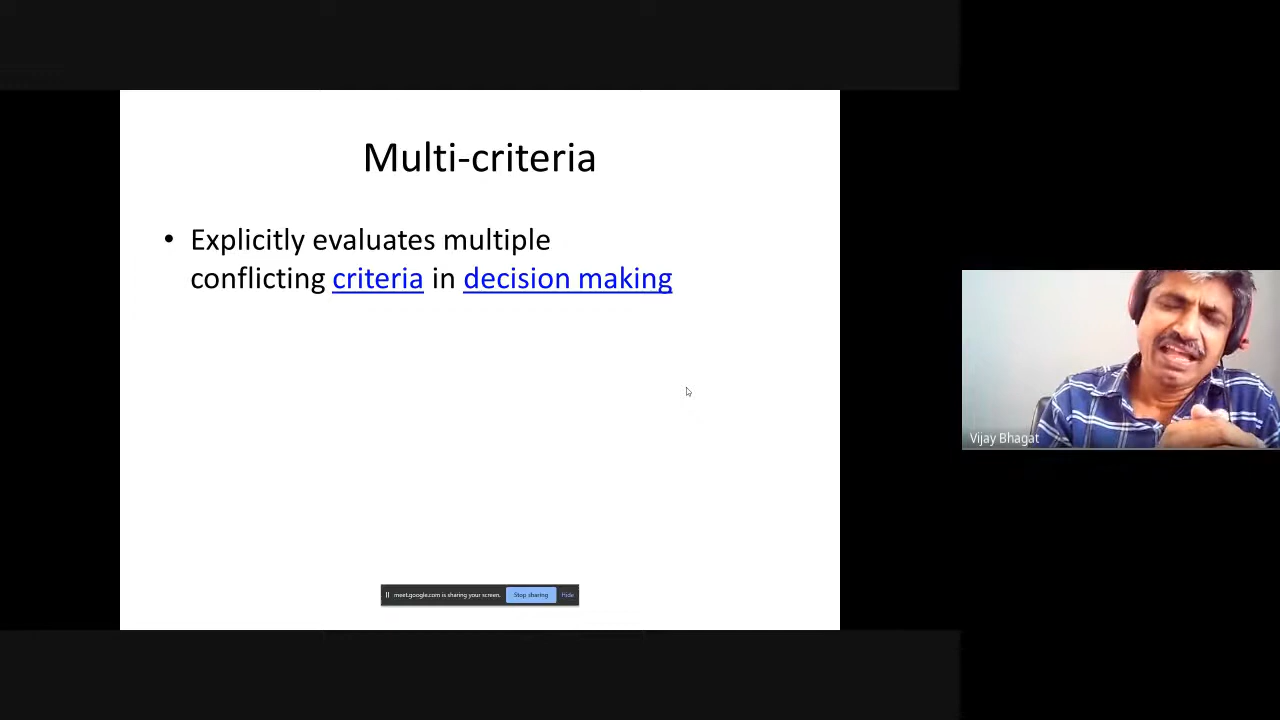 Multi-criteria
• Explicitly evaluates multiple
conflicting criteria in decision making
Vijay Bhagat
meet.google.com is sharing your screen. Stop sharing Hide